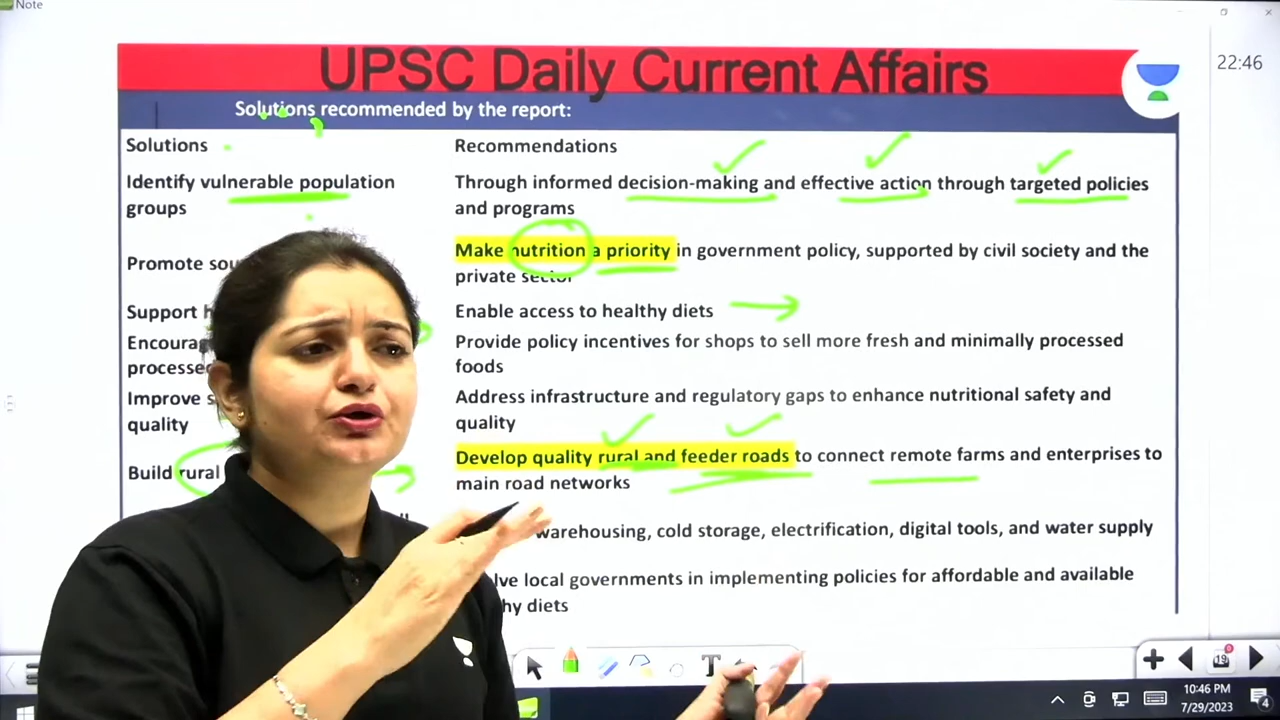 Note
UPSC Daily Current Affairs
22:46
Solutions recommended by the report:
Solutions
Recommendations
Identify vulnerable population
groups
Through informed decision-making and effective action through targeted policies
and programs
Promote
Make nutrition a priority in government policy, supported by civil society and the
private sector
Support
Enable access to healthy diets
Provide policy incentives for shops to sell more fresh and minimally processed
foods
Improve
quality
Address infrastructure and regulatory gaps to enhance nutritional safety and
quality
Build rural
Develop quality rural and feeder roads to connect remote farms and enterprises to
main road networks
warehousing, cold storage, electrification, digital tools, and water supply
local governments in implementing policies for affordable and available
diets
T
19
10:46 PM
7/29/2023
4